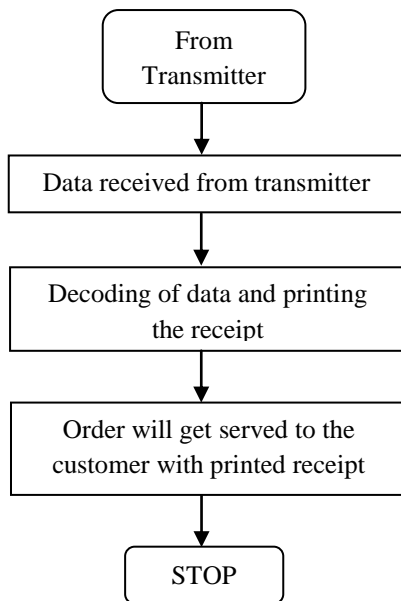 From
Transmitter
Data received from transmitter
Decoding of data and printing
the receipt
Order will get served to the
customer with printed receipt
STOP